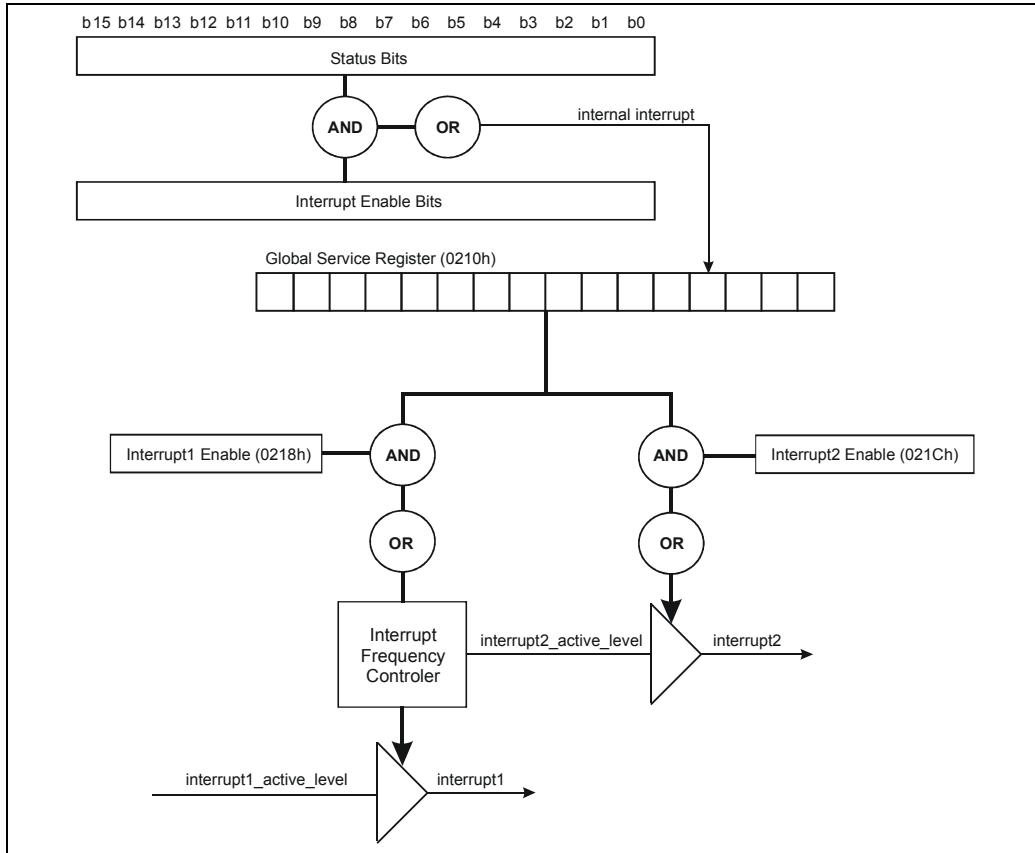 b15 b14 b13 b12 b11 b10 b9 b8 b7 b6 b5 b4 b3 b2 b1 b0
Status Bits
AND
OR
internal interrupt
Interrupt Enable Bits
Global Service Register (0210h)
Interrupt1 Enable (0218h)
AND
AND
Interrupt2 Enable (021Ch)
OR
OR
Interrupt
Frequency
Controler
interrupt2_active_level
interrupt2
interrupt1_active_level
interrupt1